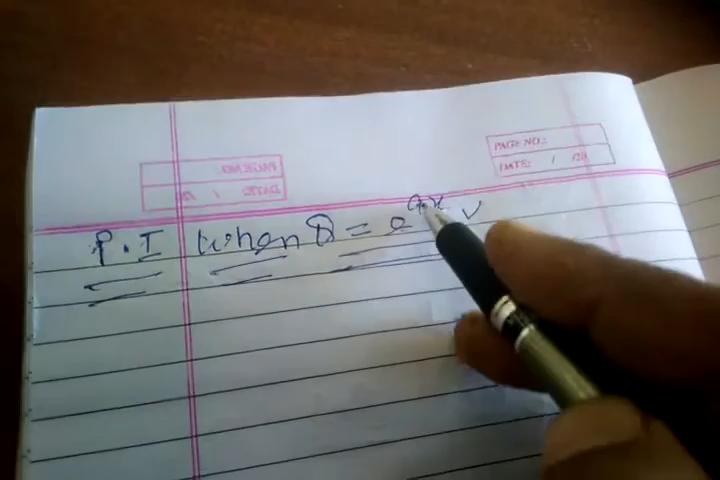 PAGE NO.:
DATE: / /20
P.I when Q = e^ax v